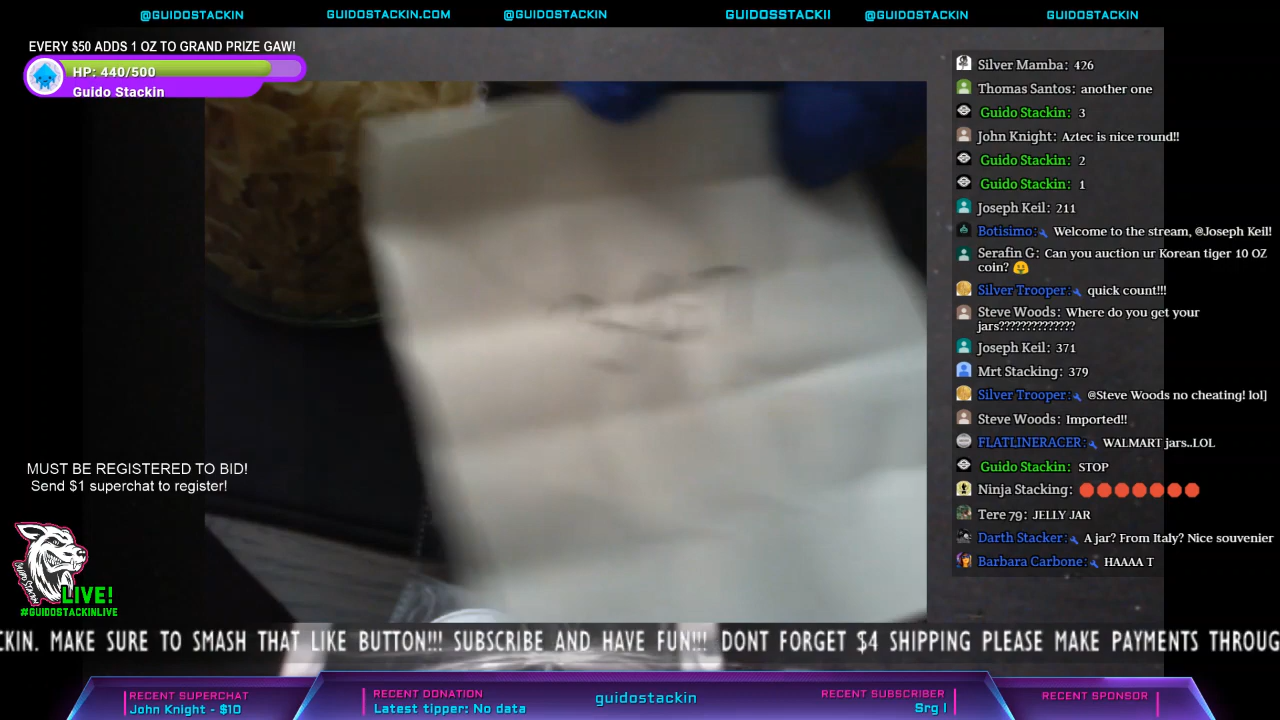 @GUIDOSTACKIN GUIDOSTACKIN.COM @GUIDOSTACKIN GUIDOSSTACKII @GUIDOSTACKIN GUIDOSTACKIN
EVERY $50 ADDS 1 OZ TO GRAND PRIZE GAW!
HP: 440/500
Guido Stackin
Silver Mamba: 426
Thomas Santos: another one
Guido Stackin: 3
John Knight: Aztec is nice round!!
Guido Stackin: 2
Guido Stackin: 1
Joseph Keil: 211
Botisimo: Welcome to the stream, @Joseph Keil!
Serafin G: Can you auction ur Korean tiger 10 OZ
coin?
Silver Trooper: quick count!!!
Steve Woods: Where do you get your
jars??????????????
Joseph Keil: 371
Mrt Stacking: 379
Silver Trooper: @Steve Woods no cheating! lol]
Steve Woods: Imported!!
FLATLINERACER: WALMART jars..LOL
Guido Stackin: STOP
Ninja Stacking:
Tere 79: JELLY JAR
Darth Stacker: A jar? From Italy? Nice souvenier
Barbara Carbone: HAAAA T
MUST BE REGISTERED TO BID!
Send $1 superchat to register!
GUIDO STACKIN
LIVE!
#GUIDOSTACKINLIVE
CKIN. MAKE SURE TO SMASH THAT LIKE BUTTON!!! SUBSCRIBE AND HAVE FUN!!! DONT FORGET $4 SHIPPING PLEASE MAKE PAYMENTS THROUG
RECENT SUPERCHAT
John Knight - $10
RECENT DONATION
Latest tipper: No data
guidostackin
RECENT SUBSCRIBER
Srg I
RECENT SPONSOR